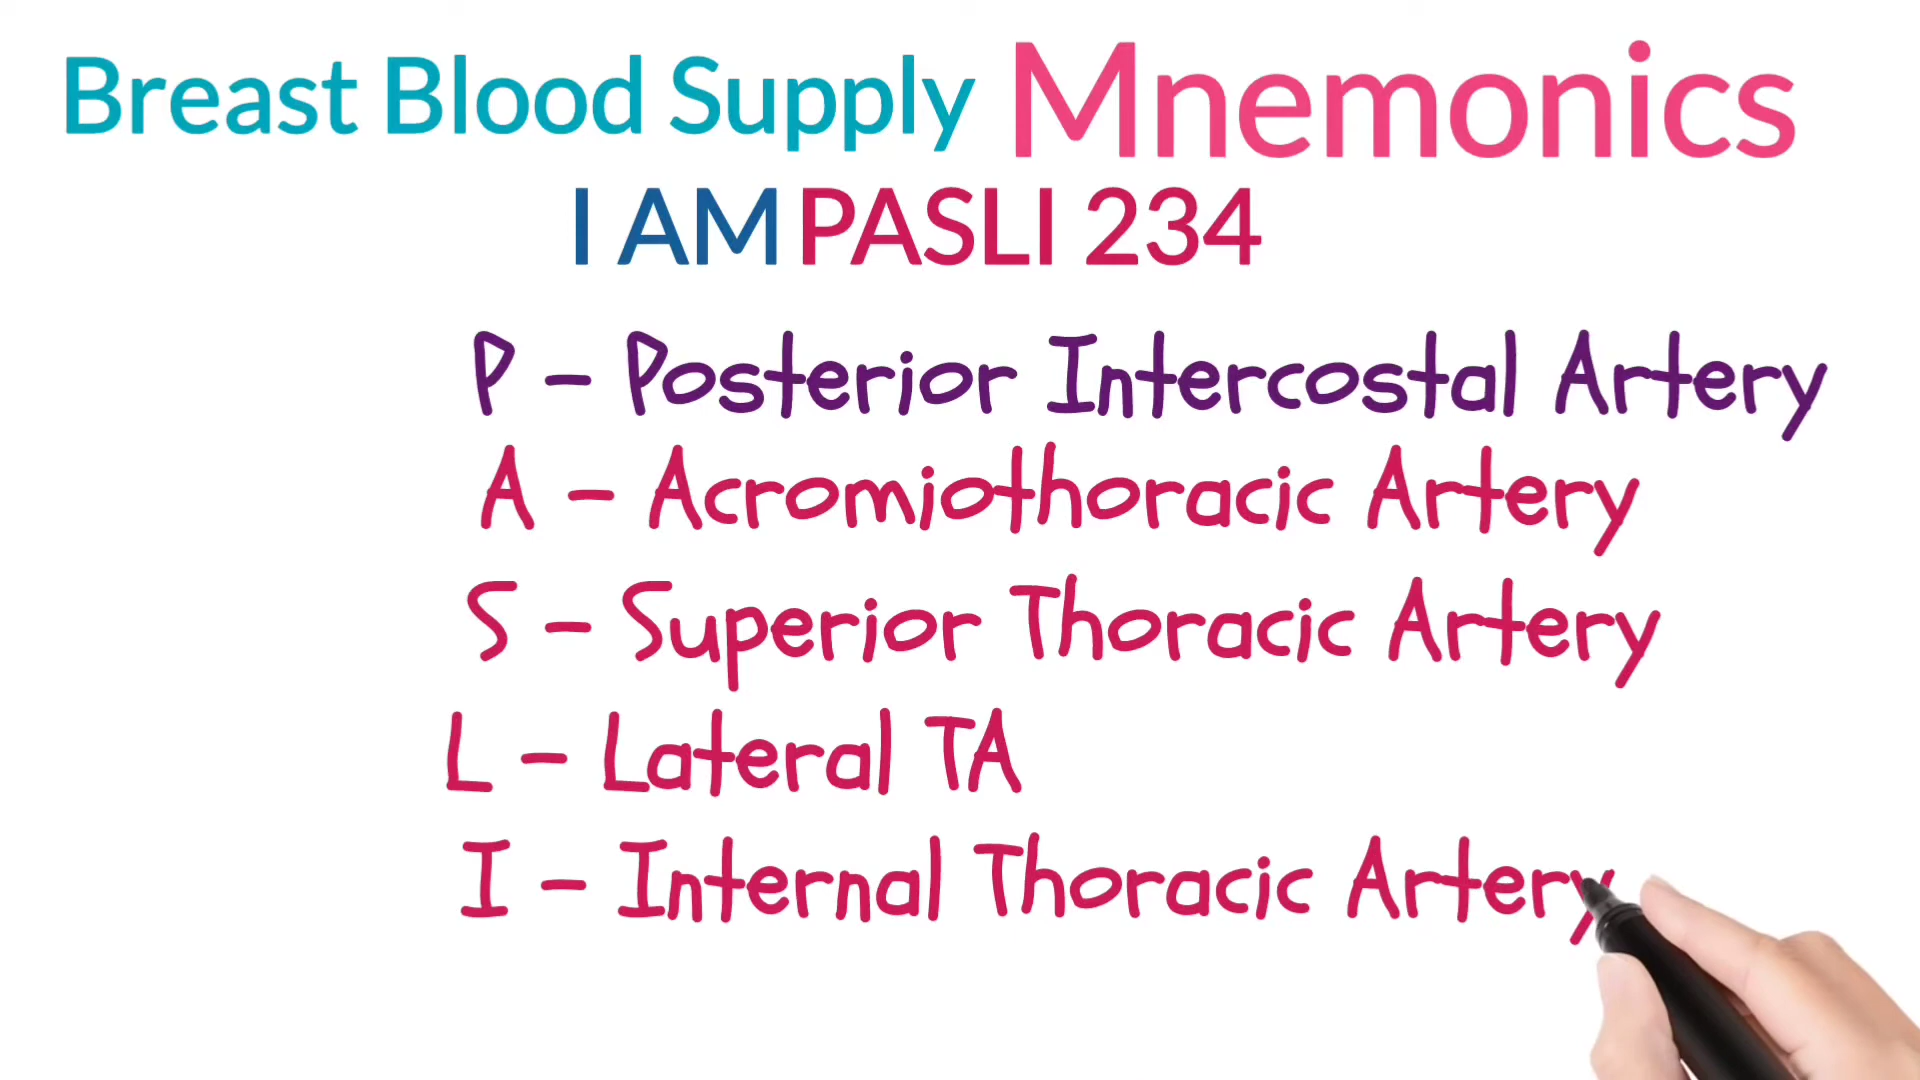 Breast Blood Supply Mnemonics
I AM PASLI 234
P - Posterior Intercostal Artery
A - Acromiothoracic Artery
S - Superior Thoracic Artery
L - Lateral TA
I - Internal Thoracic Artery